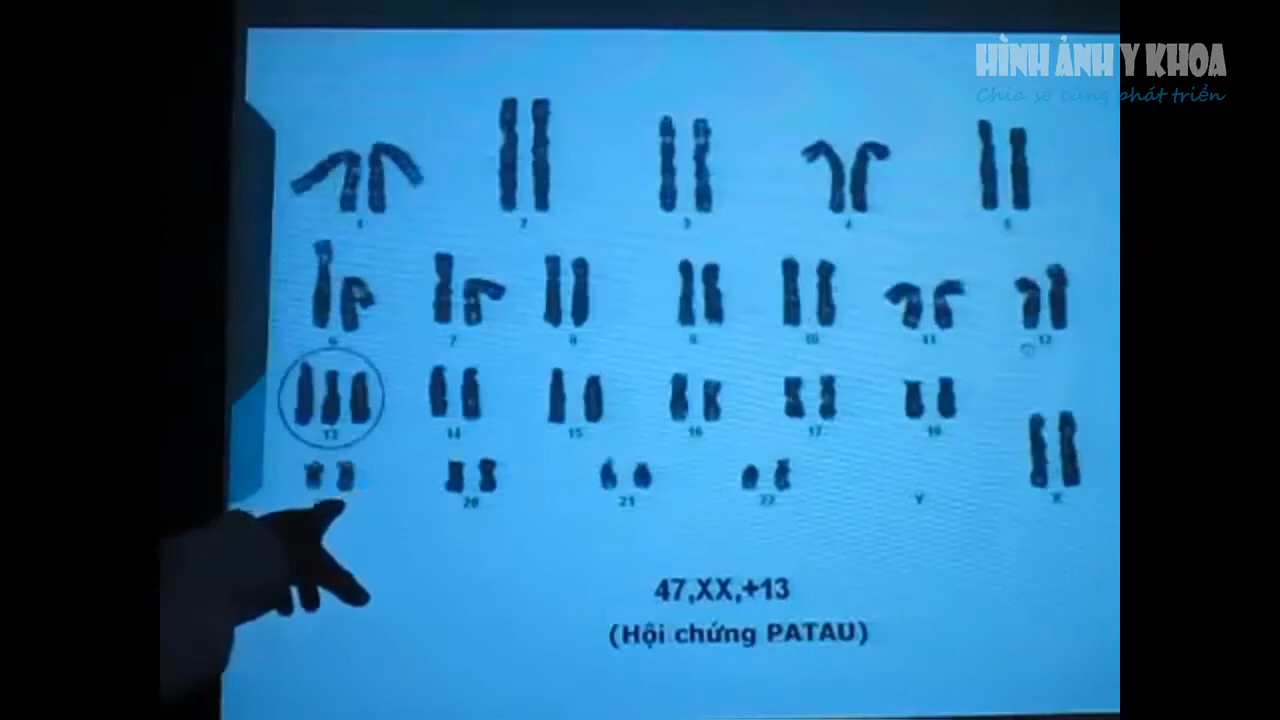 HÌNH ẢNH Y KHOA
Chia sẻ cùng phát triển
1 2 3 4 5
6 7 8 9 10 11 12
13 14 15 16 17 18
20 21 22 Y X
47,XX,+13
(Hội chứng PATAU)